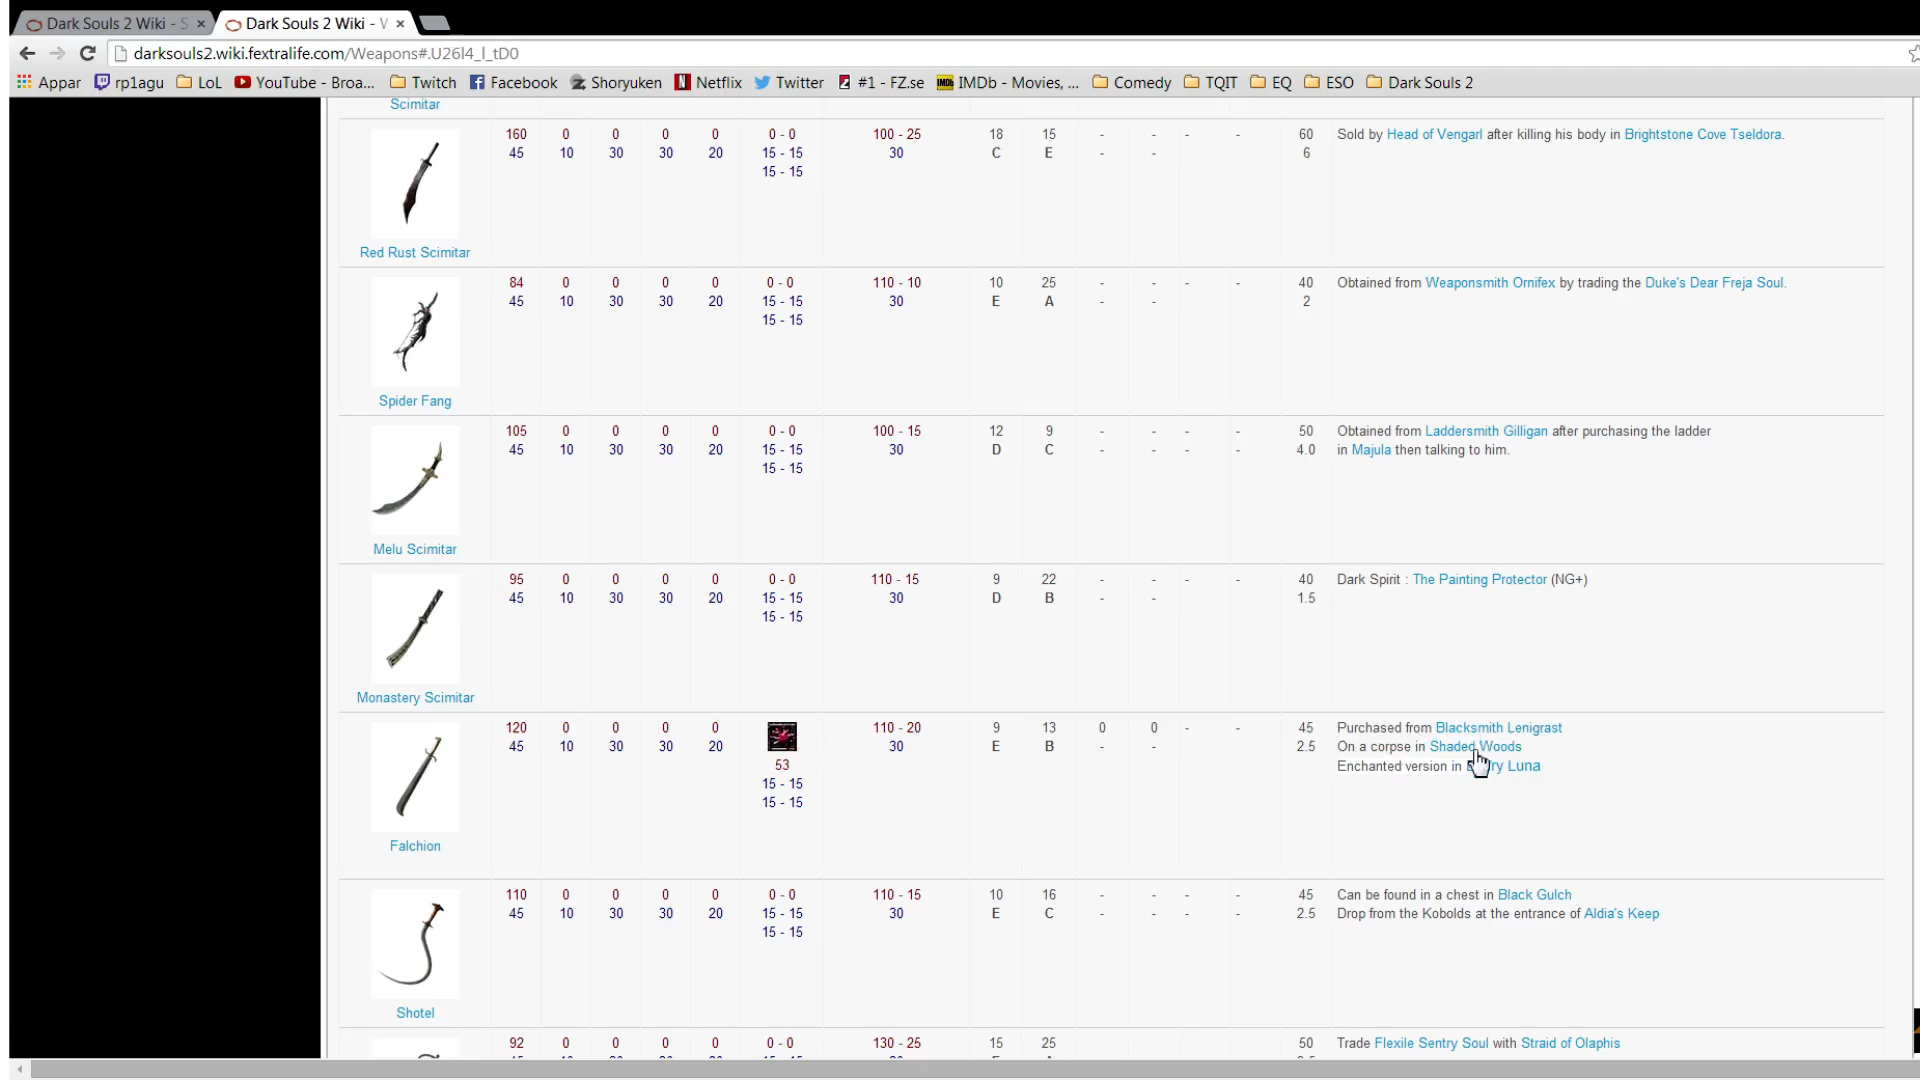 Dark Souls 2 Wiki - S
Dark Souls 2 Wiki - W
darksouls2.wiki.fextralife.com/Weapons#.U26l4_l_tD0
Appar rp1agu LoL YouTube - Broa... Twitch Facebook Shoryuken Netflix Twitter #1 - FZ.se IMDb - Movies, ... Comedy TQIT EQ ESO Dark Souls 2
Scimitar
160 0 0 0 0 0 - 0 100 - 25 18 15 - - - - 60 Sold by Head of Vengarl after killing his body in Brightstone Cove Tseldora.
45 10 30 30 20 15 - 15 30 C E - - 6
15 - 15
Red Rust Scimitar
84 0 0 0 0 0 - 0 110 - 10 10 25 - - - - 40 Obtained from Weaponsmith Ornifex by trading the Duke's Dear Freja Soul.
45 10 30 30 20 15 - 15 30 E A - - 2
15 - 15
Spider Fang
105 0 0 0 0 0 - 0 100 - 15 12 9 - - - - 50 Obtained from Laddersmith Gilligan after purchasing the ladder
45 10 30 30 20 15 - 15 30 D C - - 4.0 in Majula then talking to him.
15 - 15
Melu Scimitar
95 0 0 0 0 0 - 0 110 - 15 9 22 - - - - 40 Dark Spirit : The Painting Protector (NG+)
45 10 30 30 20 15 - 15 30 D B - - 1.5
15 - 15
Monastery Scimitar
120 0 0 0 0 110 - 20 9 13 0 0 - - 45 Purchased from Blacksmith Lenigrast
45 10 30 30 20 30 E B - - 2.5 On a corpse in Shaded Woods
53 Enchanted version in Luna
15 - 15
15 - 15
Falchion
110 0 0 0 0 0 - 0 110 - 15 10 16 - - - - 45 Can be found in a chest in Black Gulch
45 10 30 30 20 15 - 15 30 E C - - 2.5 Drop from the Kobolds at the entrance of Aldia's Keep
15 - 15
Shotel
92 0 0 0 0 0 - 0 130 - 25 15 25 50 Trade Flexile Sentry Soul with Straid of Olaphis